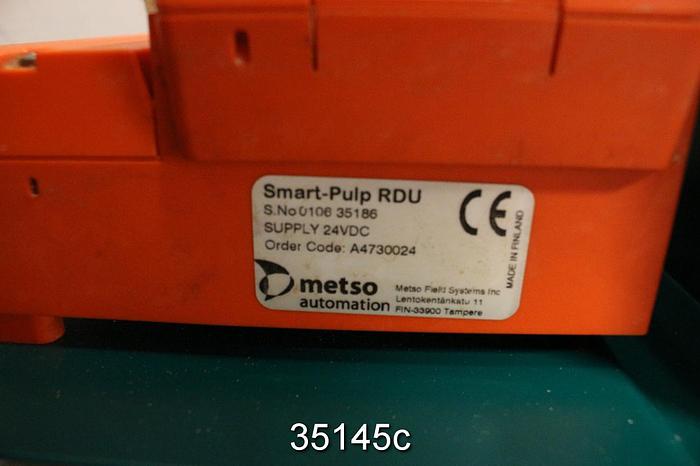 Smart-Pulp RDU
S.No 0106 35186
SUPPLY 24VDC
Order Code: A4730024
CE
MADE IN FINLAND
metso
automation
Metso Field Systems Inc
Lentokentänkatu 11
FIN-33900 Tampere
35145c